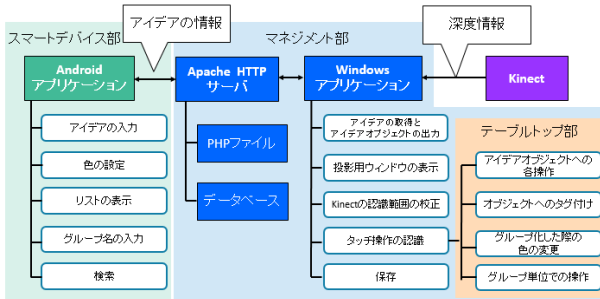 アイデアの情報
深度情報
スマートデバイス部
マネジメント部
Android
アプリケーション
Apache HTTP
サーバ
Windows
アプリケーション
Kinect
アイデアの入力
色の設定
リストの表示
グループ名の入力
検索
PHPファイル
データベース
アイデアの取得と
アイデアオブジェクトの出力
投影用ウィンドウの表示
Kinectの認識範囲の校正
タッチ操作の認識
保存
テーブルトップ部
アイデアオブジェクトへの
各操作
オブジェクトへのタグ付け
グループ化した際の
色の変更
グループ単位での操作